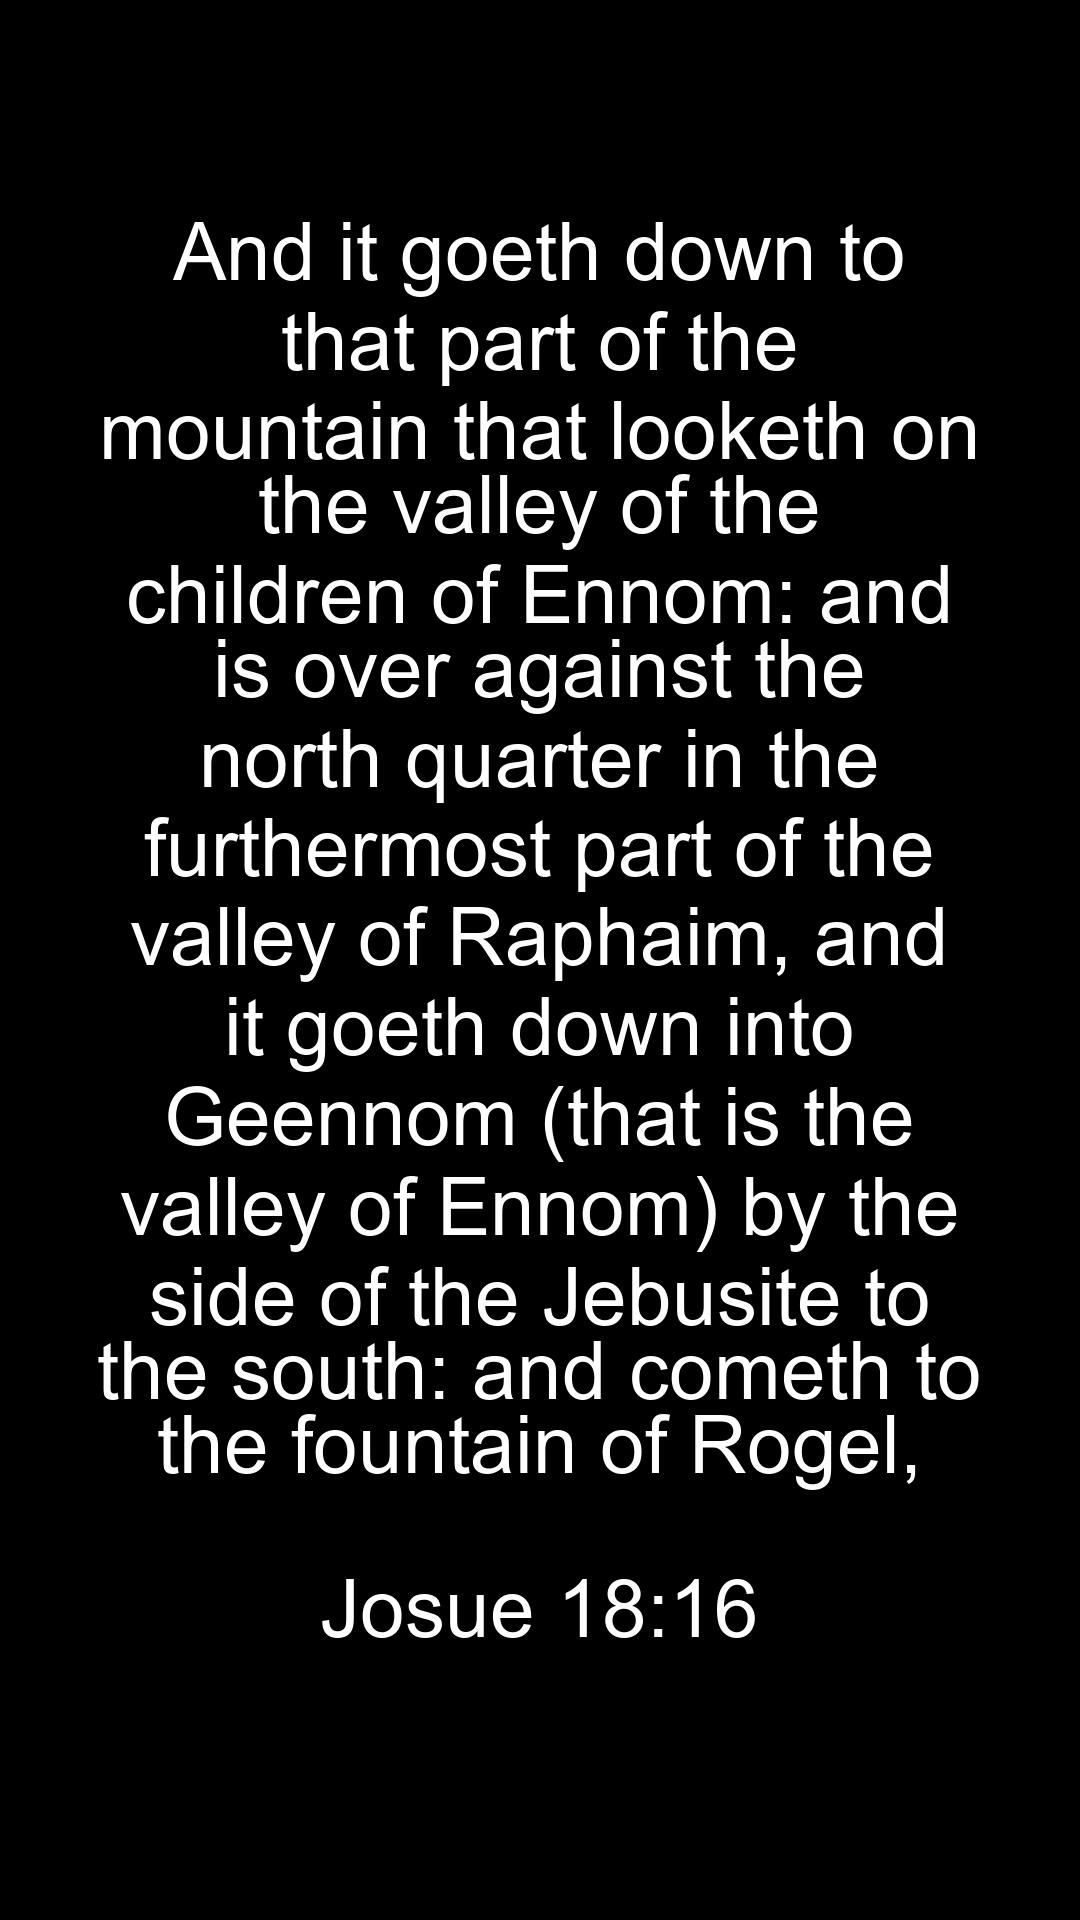 And it goeth down to
that part of the
mountain that looketh on
the valley of the
children of Ennom: and
is over against the
north quarter in the
furthermost part of the
valley of Raphaim, and
it goeth down into
Geennom (that is the
valley of Ennom) by the
side of the Jebusite to
the south: and cometh to
the fountain of Rogel,
Josue 18:16